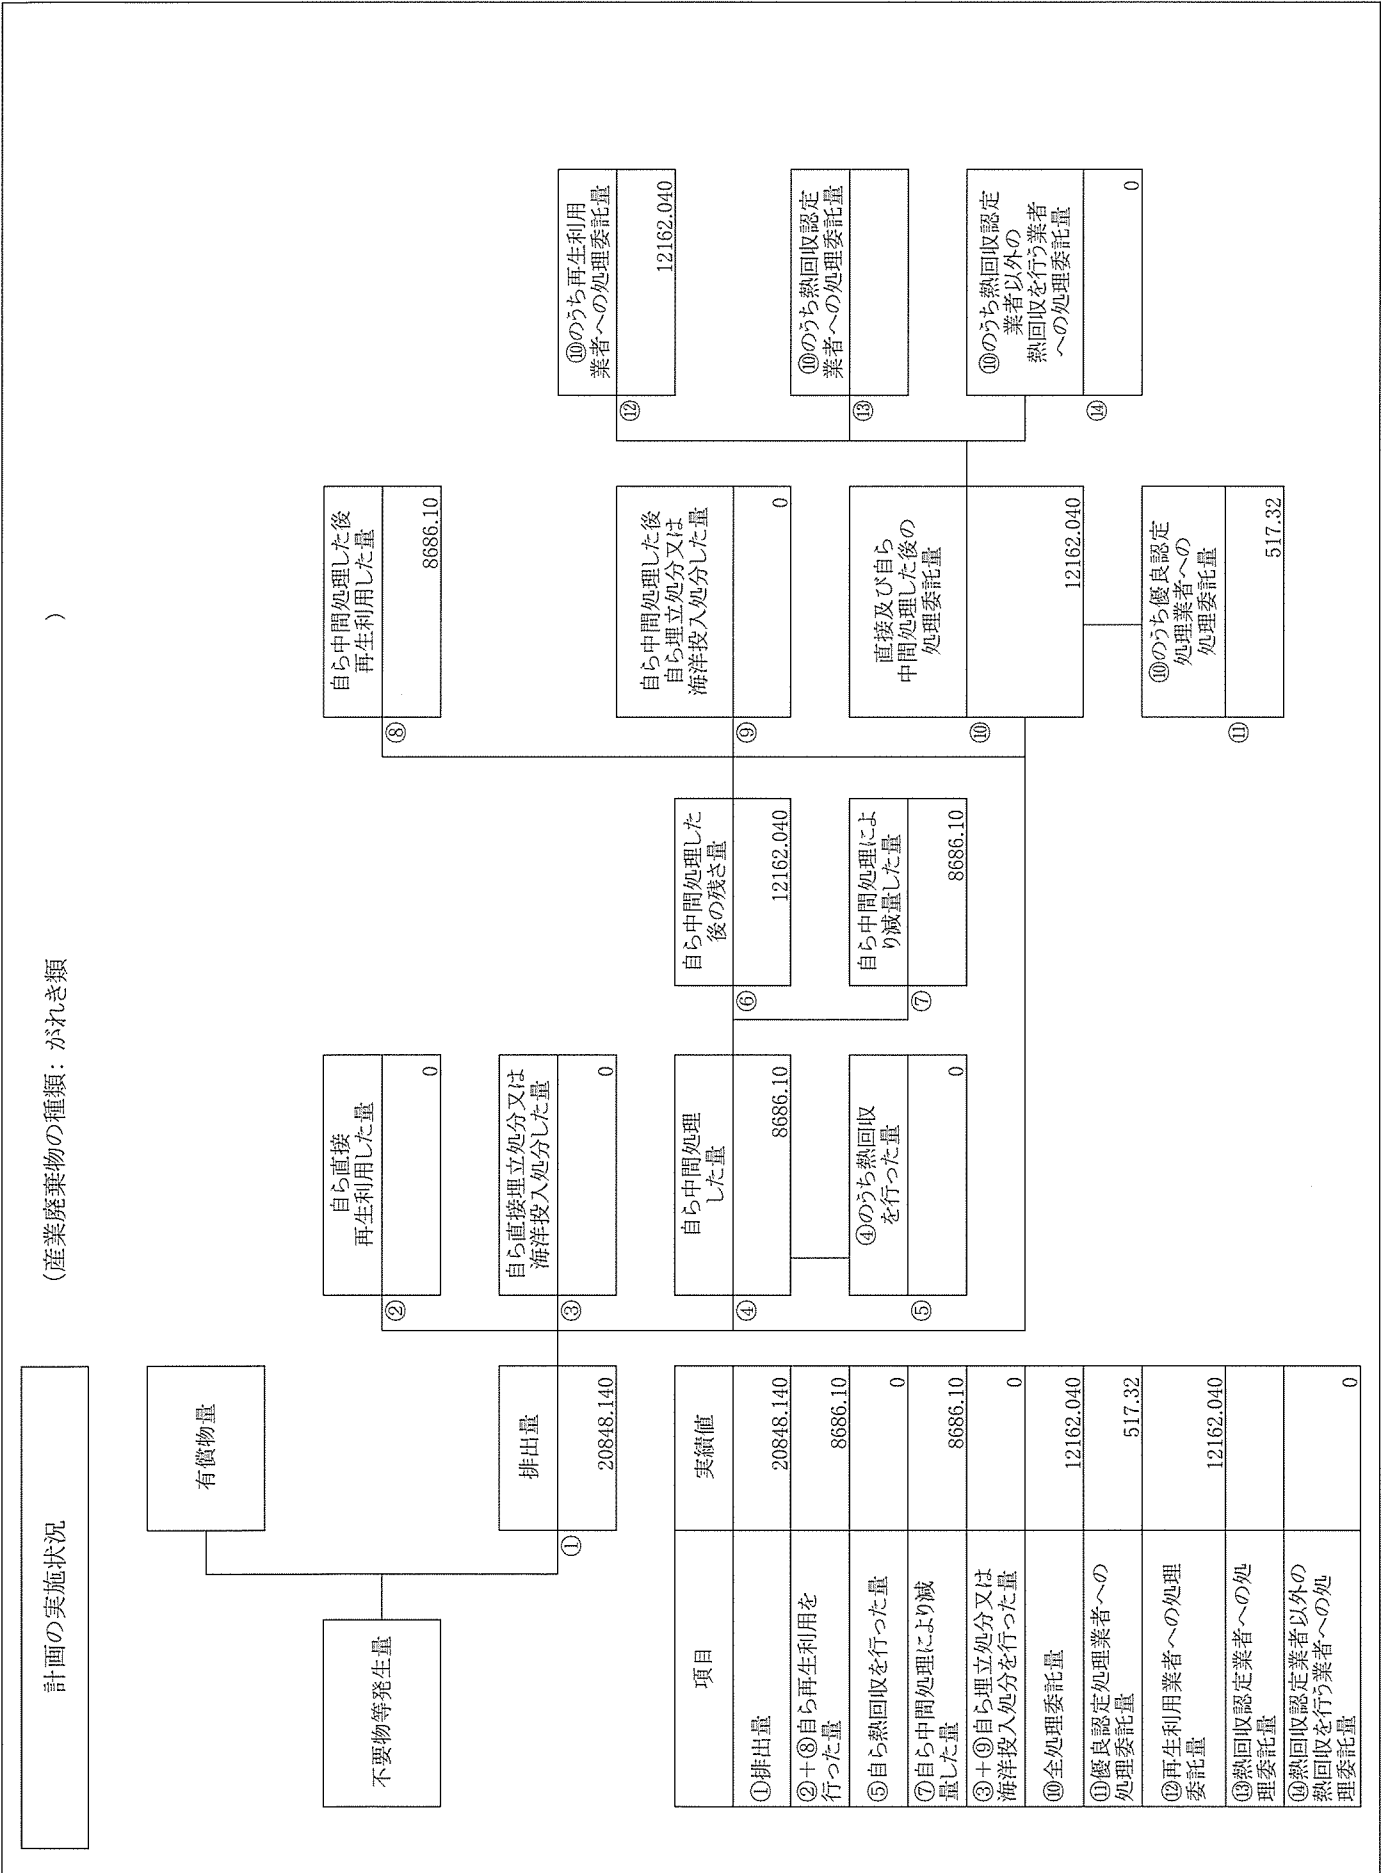 計画の実施状況
(産業廃棄物の種類：がれき類 )
有償物量
不要物等発生量
①
排出量
20848.140
②
自ら直接
再生利用した量
0
③
自ら直接埋立処分又は
海洋投入処分した量
0
④
自ら中間処理
した量
8686.10
⑤
④のうち熱回収
を行った量
0
⑥
自ら中間処理した
後の残さ量
12162.040
⑦
自ら中間処理によ
り減量した量
8686.10
⑧
自ら中間処理した後
再生利用した量
8686.10
⑨
自ら中間処理した後
自ら埋立処分又は
海洋投入処分した量
0
⑩
直接及び自ら
中間処理した後の
処理委託量
12162.040
⑪
⑩のうち優良認定
処理業者への
処理委託量
517.32
⑫
⑩のうち再生利用
業者への処理委託量
12162.040
⑬
⑩のうち熱回収認定
業者への処理委託量
⑭
⑩のうち熱回収認定
業者以外の
熱回収を行う業者
への処理委託量
0
項目 実績値
①排出量 20848.140
②＋⑧自ら再生利用を
行った量 8686.10
⑤自ら熱回収を行った量 0
⑦自ら中間処理により減
量した量 8686.10
③＋⑨自ら埋立処分又は
海洋投入処分を行った量 0
⑩全処理委託量 12162.040
⑪優良認定処理業者への
処理委託量 517.32
⑫再生利用業者への処理
委託量 12162.040
⑬熱回収認定業者への処
理委託量
⑭熱回収認定業者以外の
熱回収を行う業者への処
理委託量 0